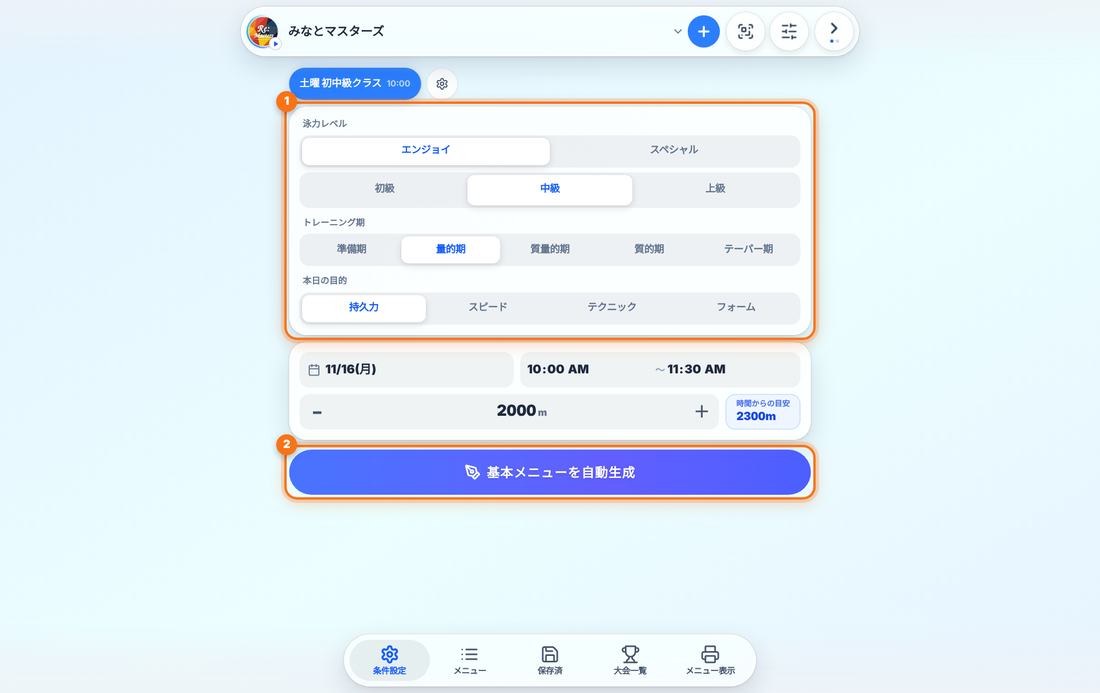 Re:
みなとマスターズ
土曜 初中級クラス 10:00
1
泳力レベル
エンジョイ スペシャル
初級 中級 上級
トレーニング期
準備期 量的期 質量的期 質的期 テーパー期
本日の目的
持久力 スピード テクニック フォーム
11/16(月) 10:00 AM ～ 11:30 AM
− 2000 m +
時間からの目安
2300m
2
基本メニューを自動生成
条件設定 メニュー 保存済 大会一覧 メニュー表示